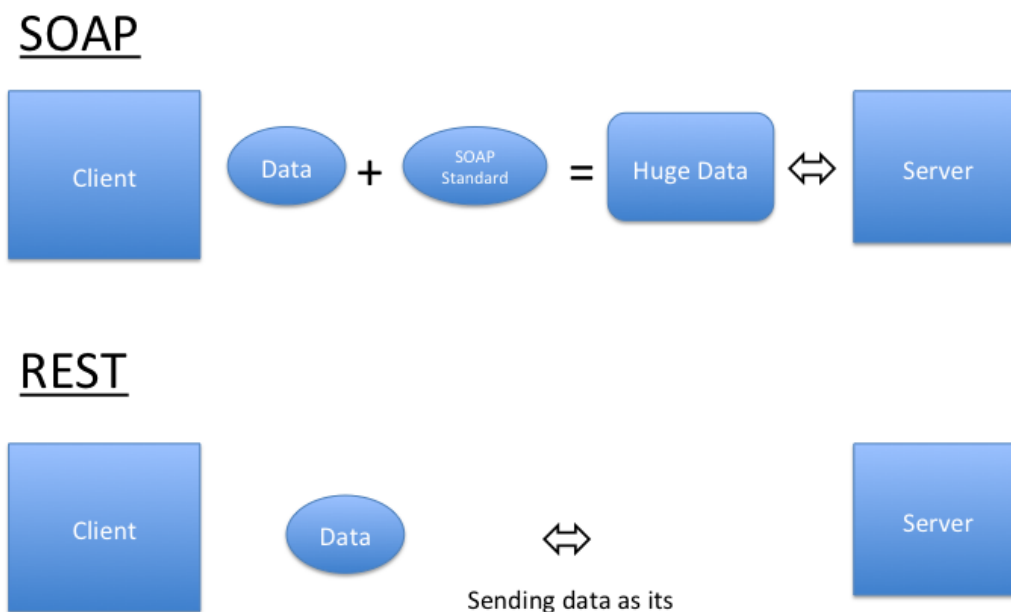 SOAP
Client
Data
+
SOAP
Standard
=
Huge Data
Server
REST
Client
Data
Server
Sending data as its